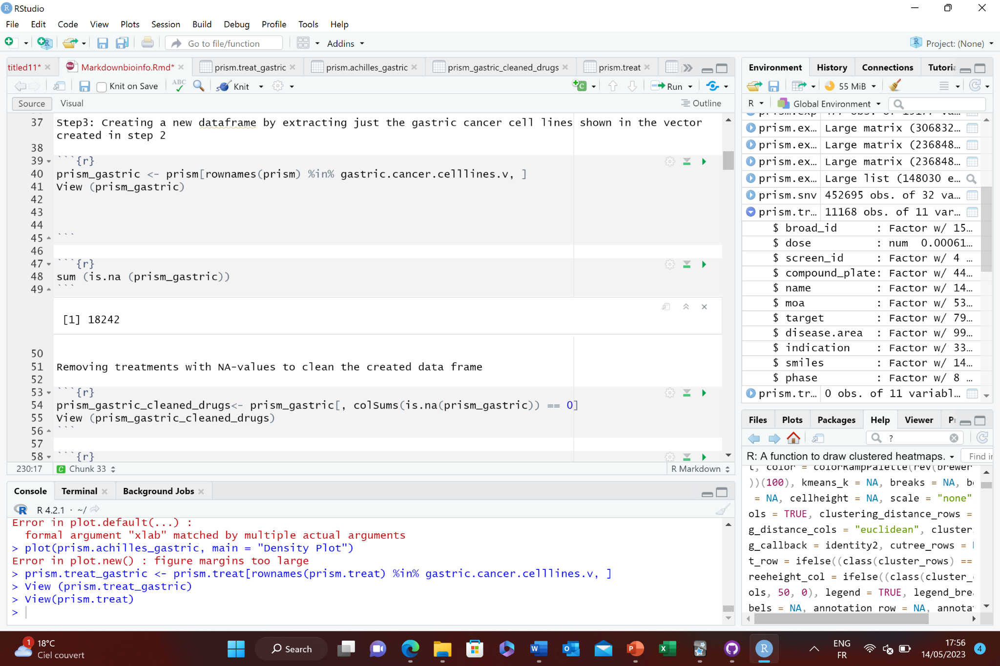 RStudio
File Edit Code View Plots Session Build Debug Profile Tools Help
Go to file/function Addins Project: (None)
titled11* Markdownbioinfo.Rmd* prism.treat_gastric prism.achilles_gastric prism_gastric_cleaned_drugs prism.treat
Knit on Save ABC Knit Run
Source Visual Outline
37 Step3: Creating a new dataframe by extracting just the gastric cancer cell lines shown in the vector
created in step 2
38
39 ```{r}
40 prism_gastric <- prism[rownames(prism) %in% gastric.cancer.celllines.v, ]
41 View (prism_gastric)
42
43
44
45 ```
46
47 ```{r}
48 sum (is.na (prism_gastric))
49 ```
[1] 18242
50
51 Removing treatments with NA-values to clean the created data frame
52
53 ```{r}
54 prism_gastric_cleaned_drugs<- prism_gastric[, colSums(is.na(prism_gastric)) == 0]
55 View (prism_gastric_cleaned_drugs)
56 ```
57
58 ```{r}
230:17 Chunk 33 R Markdown
Console Terminal Background Jobs
R 4.2.1 · ~/
Error in plot.default(...) :
formal argument "xlab" matched by multiple actual arguments
> plot(prism.achilles_gastric, main = "Density Plot")
Error in plot.new() : figure margins too large
> prism.treat_gastric <- prism.treat[rownames(prism.treat) %in% gastric.cancer.celllines.v, ]
> View (prism.treat_gastric)
> View(prism.treat)
>
Environment History Connections Tutoria
55 MiB
R Global Environment
prism.ex… Large matrix (306832…
prism.ex… Large matrix (236848…
prism.ex… Large matrix (236848…
prism.ex… Large list (148030 e…
prism.snv 452695 obs. of 32 va…
prism.tr… 11168 obs. of 11 var…
$ broad_id : Factor w/ 15…
$ dose : num 0.00061…
$ screen_id : Factor w/ 4 …
$ compound_plate: Factor w/ 44…
$ name : Factor w/ 14…
$ moa : Factor w/ 53…
$ target : Factor w/ 79…
$ disease.area : Factor w/ 99…
$ indication : Factor w/ 33…
$ smiles : Factor w/ 14…
$ phase : Factor w/ 8 …
prism.tr… 0 obs. of 11 variabl…
Files Plots Packages Help Viewer
?
R: A function to draw clustered heatmaps. Find in
t, color = colorRampPalette(rev(brewer
))(100), kmeans_k = NA, breaks = NA, bo
= NA, cellheight = NA, scale = "none"
ols = TRUE, clustering_distance_rows =
g_distance_cols = "euclidean", cluster
g_callback = identity2, cutree_rows =
t_row = ifelse((class(cluster_rows) ==
reeheight_col = ifelse((class(cluster_
ols, 50, 0), legend = TRUE, legend_brea
bels = NA, annotation_row = NA, annota
1 18°C
Ciel couvert
Search
ENG
FR
17:56
14/05/2023
4